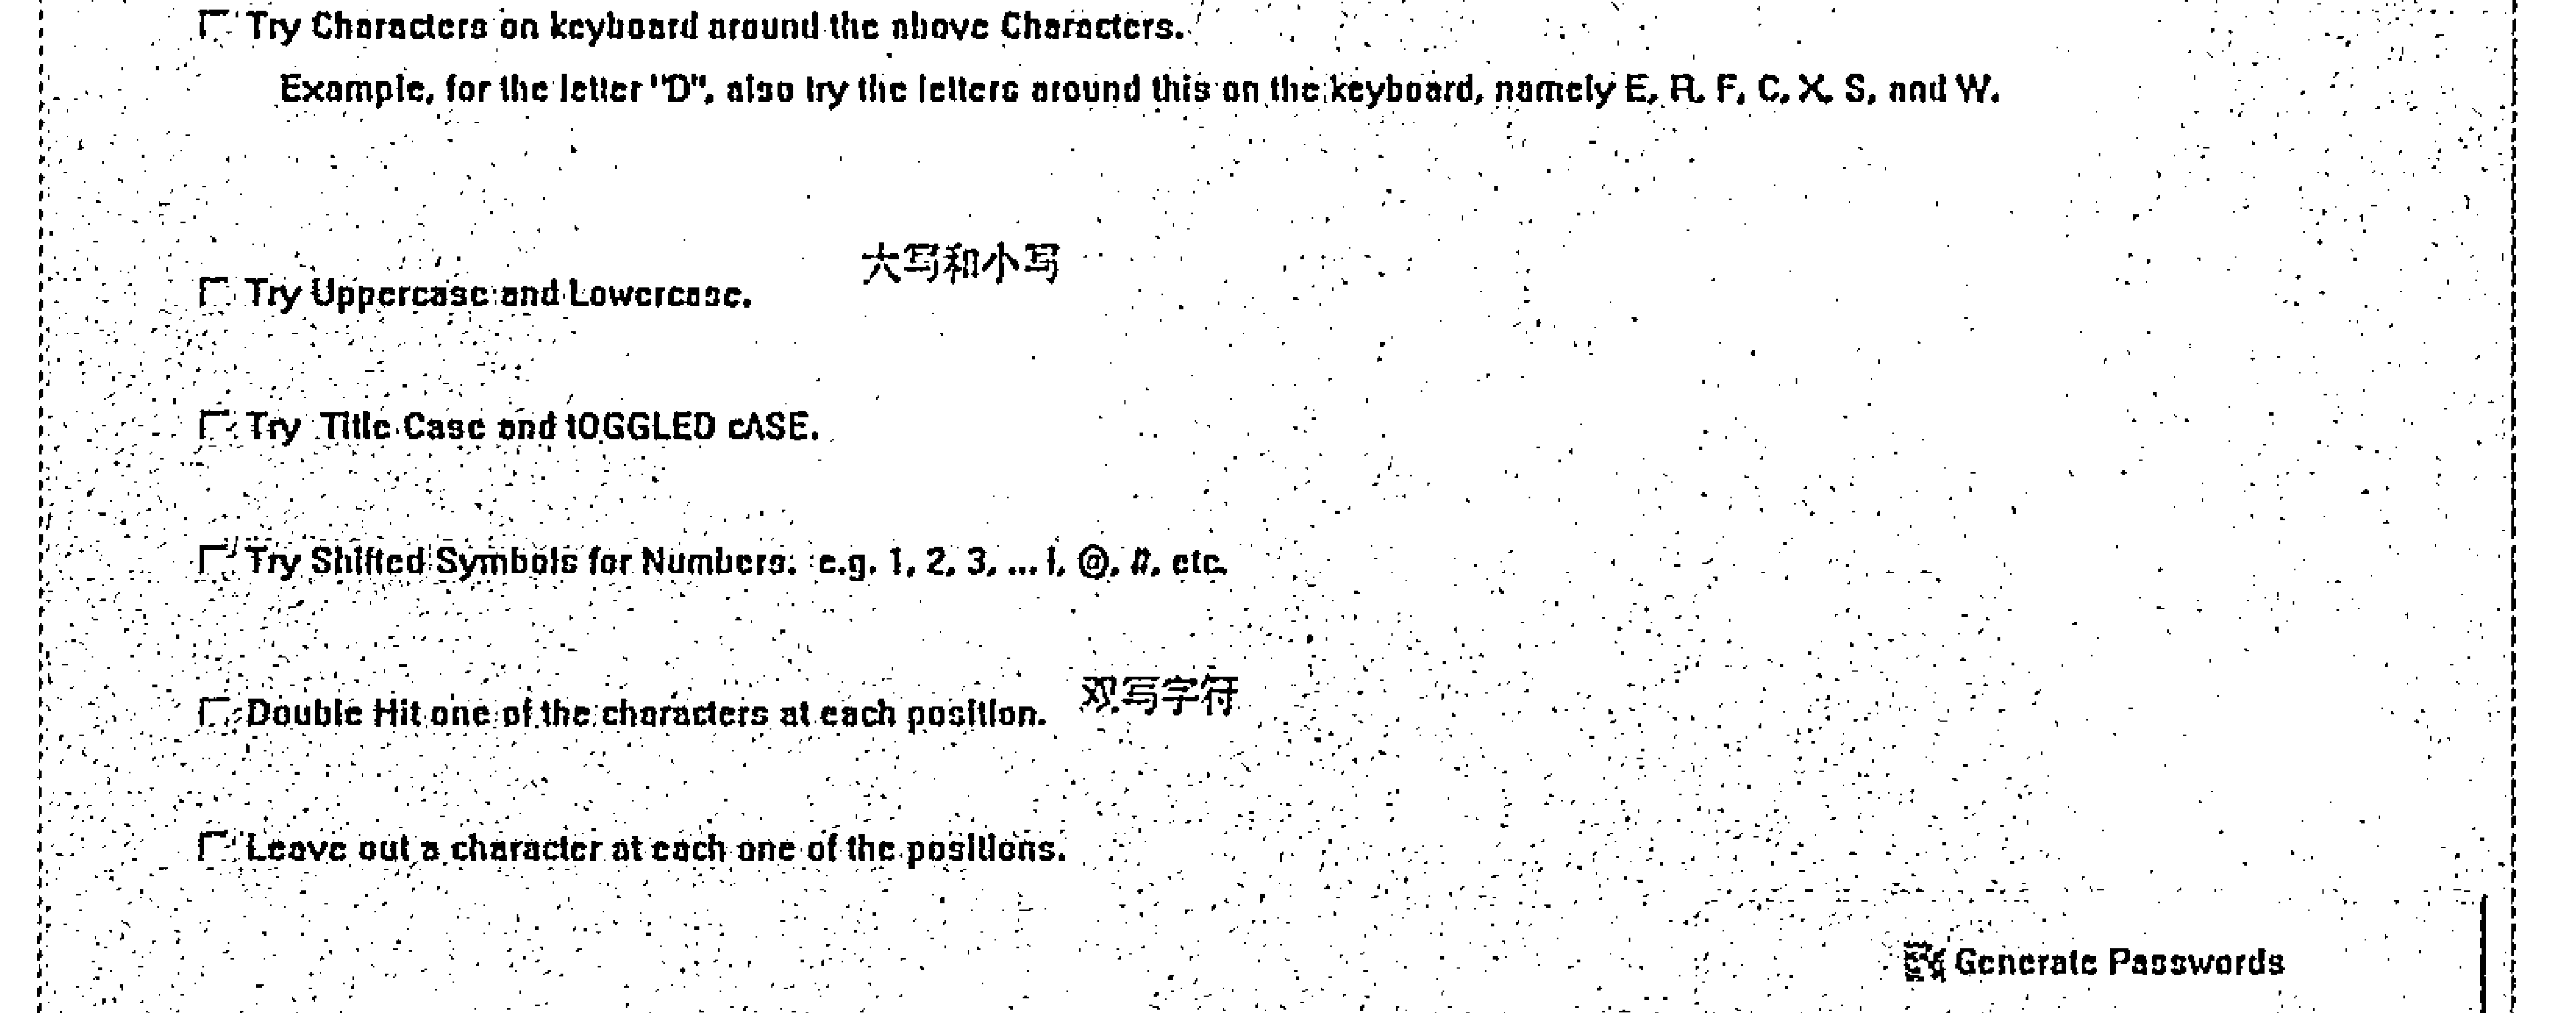 Try Characters on keyboard around the above Characters.
Example, for the letter "D", also try the letters around this on the keyboard, namely E, R, F, C, X, S, and W.
大写和小写
Try Uppercase and Lowercase.
Try Title Case and tOGGLED cASE.
Try Shifted Symbols for Numbers. e.g. 1, 2, 3, ... !, @, #, etc.
双写字符
Double Hit one of the characters at each position.
Leave out a character at each one of the positions.
Generate Passwords